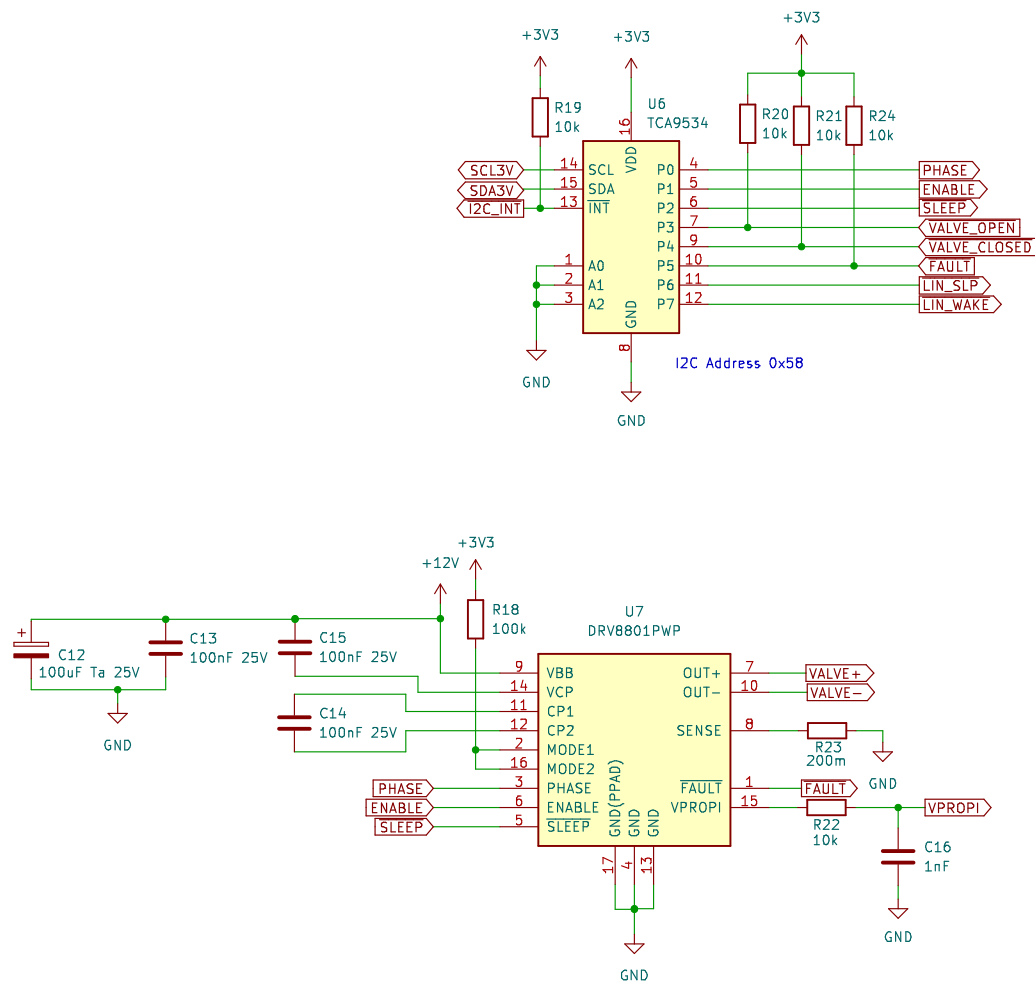 +3V3
+3V3
+3V3
R19
10k
U6
TCA9534
R20
10k
R21
10k
R24
10k
16
VDD
SCL3V 14 SCL P0 4 PHASE
SDA3V 15 SDA P1 5 ENABLE
I2C_INT 13 INT P2 6 SLEEP
P3 7 VALVE_OPEN
P4 9 VALVE_CLOSED
1 A0 P5 10 FAULT
2 A1 P6 11 LIN_SLP
3 A2 P7 12 LIN_WAKE
GND
8
I2C Address 0x58
GND
GND
+3V3
+12V
R18
100k
U7
DRV8801PWP
+
C12
100uF Ta 25V
C13
100nF 25V
C15
100nF 25V
C14
100nF 25V
GND
9 VBB OUT+ 7 VALVE+
14 VCP OUT- 10 VALVE-
11 CP1
12 CP2 SENSE 8
R23
200m
GND
2 MODE1
16 MODE2
PHASE 3 PHASE FAULT 1 FAULT
ENABLE 6 ENABLE VPROPI 15 VPROPI
SLEEP 5 SLEEP
R22
10k
GND(PPAD)
GND
GND
17
4
13
C16
1nF
GND
GND